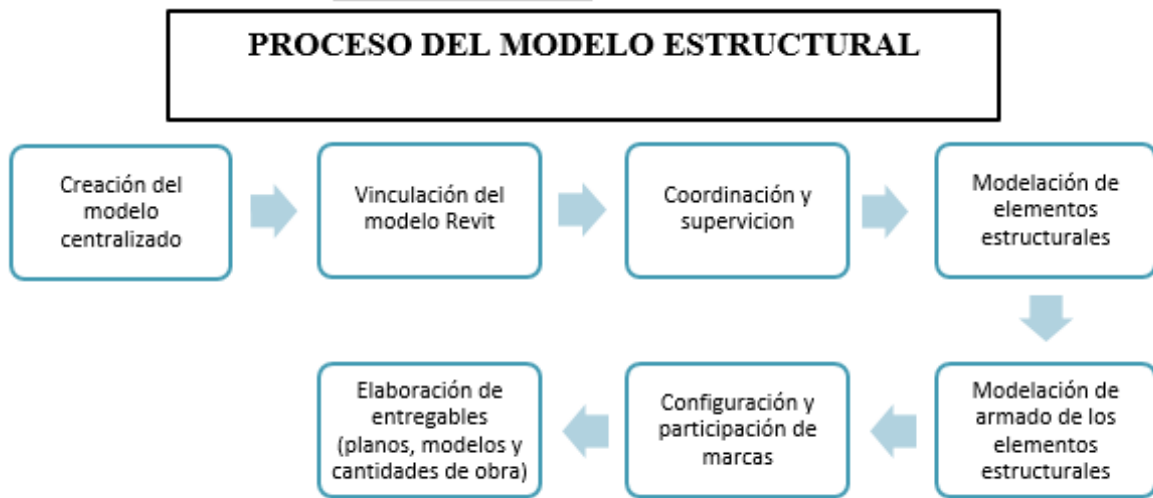 PROCESO DEL MODELO ESTRUCTURAL
Creación del
modelo
centralizado
Vinculación del
modelo Revit
Coordinación y
supervicion
Modelación de
elementos
estructurales
Modelación de
armado de los
elementos
estructurales
Configuración y
participación de
marcas
Elaboración de
entregables
(planos, modelos y
cantidades de obra)